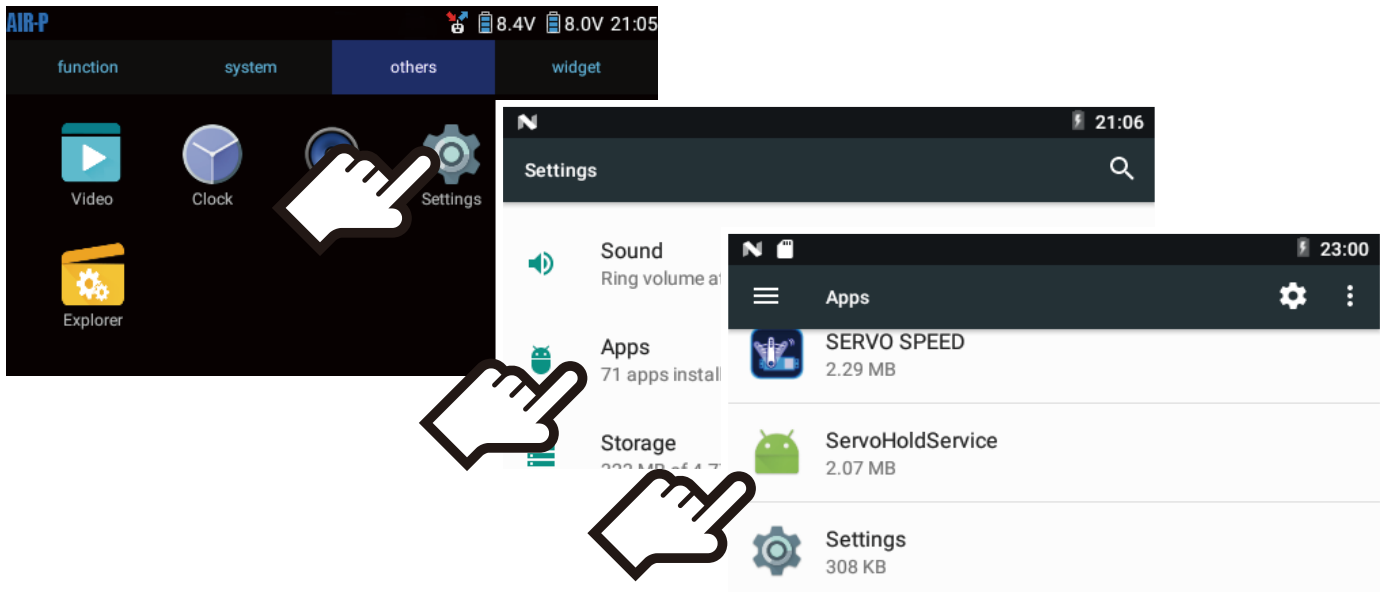 AIR-P 8.4V 8.0V 21:05
function system others widget
Video Clock Settings
Explorer
21:06
Settings
Sound
Ring volume
Apps
71 apps
Storage
23:00
Apps
SERVO SPEED
2.29 MB
ServoHoldService
2.07 MB
Settings
308 KB